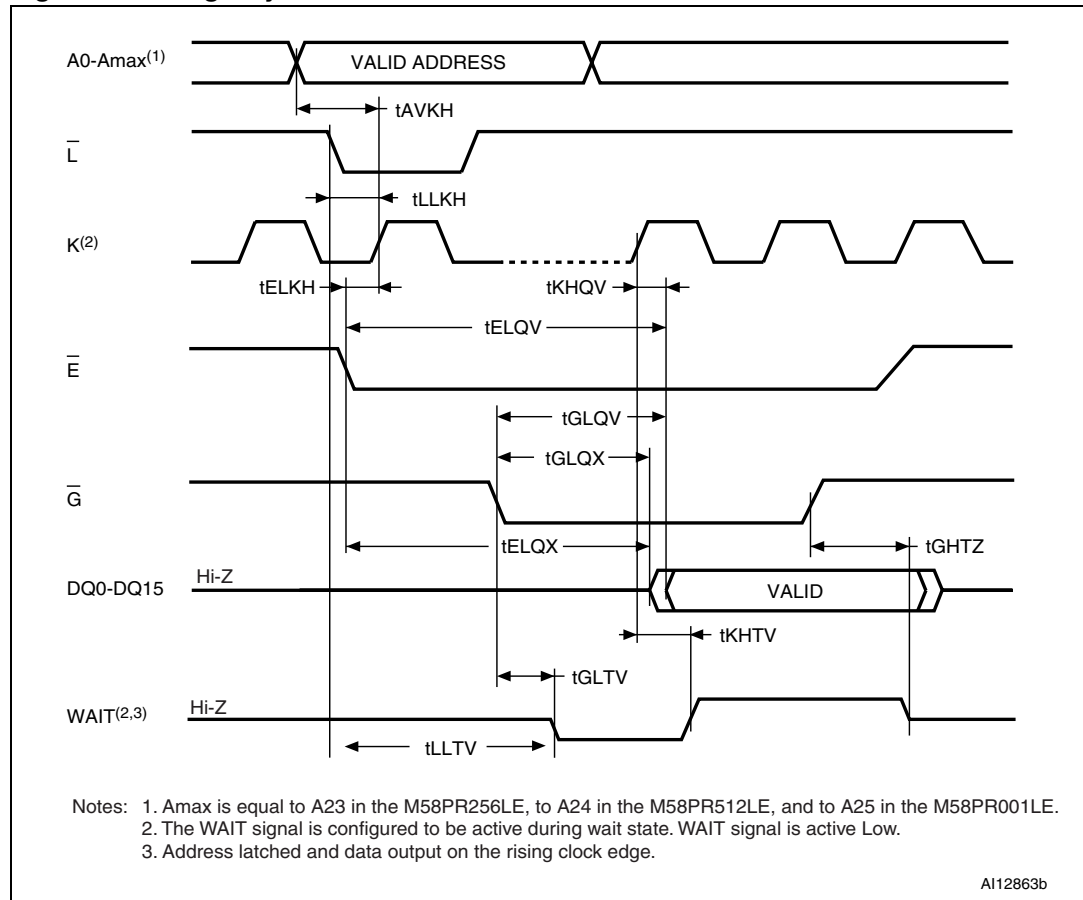 A0-Amax(1)
VALID ADDRESS
tAVKH
L
tLLKH
K(2)
tELKH
tKHQV
tELQV
E
tGLQV
tGLQX
G
tELQX
tGHTZ
DQ0-DQ15
Hi-Z
VALID
tKHTV
tGLTV
WAIT(2,3)
Hi-Z
tLLTV
Notes: 1. Amax is equal to A23 in the M58PR256LE, to A24 in the M58PR512LE, and to A25 in the M58PR001LE.
2. The WAIT signal is configured to be active during wait state. WAIT signal is active Low.
3. Address latched and data output on the rising clock edge.
AI12863b